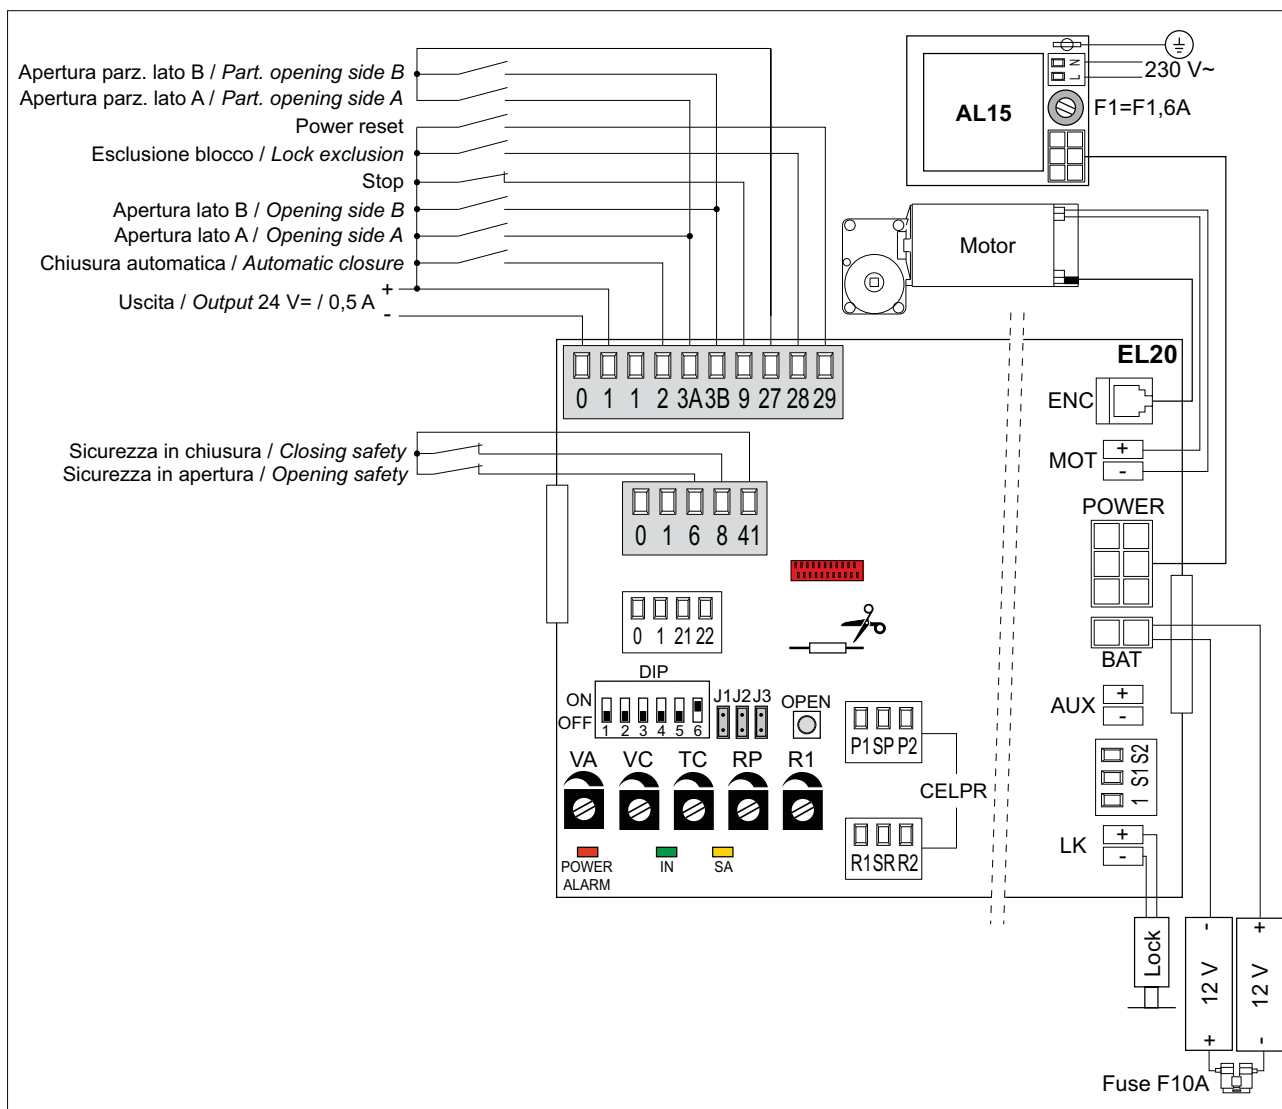 Apertura parz. lato B / Part. opening side B
Apertura parz. lato A / Part. opening side A
Power reset
Esclusione blocco / Lock exclusion
Stop
Apertura lato B / Opening side B
Apertura lato A / Opening side A
Chiusura automatica / Automatic closure
Uscita / Output 24 V= / 0,5 A
+
-
AL15
N
L
230 V~
F1=F1,6A
Motor
EL20
0 1 1 2 3A 3B 9 27 28 29
ENC
MOT
+
-
Sicurezza in chiusura / Closing safety
Sicurezza in apertura / Opening safety
0 1 6 8 41
POWER
0 1 21 22
BAT
DIP
ON
OFF
1 2 3 4 5 6
J1 J2 J3
OPEN
AUX
+
-
P1 SP P2
VA VC TC RP R1
CELPR
1 S1 S2
R1 SR R2
LK
+
-
POWER
ALARM
IN
SA
Lock
-
12 V
+
+
12 V
-
Fuse F10A